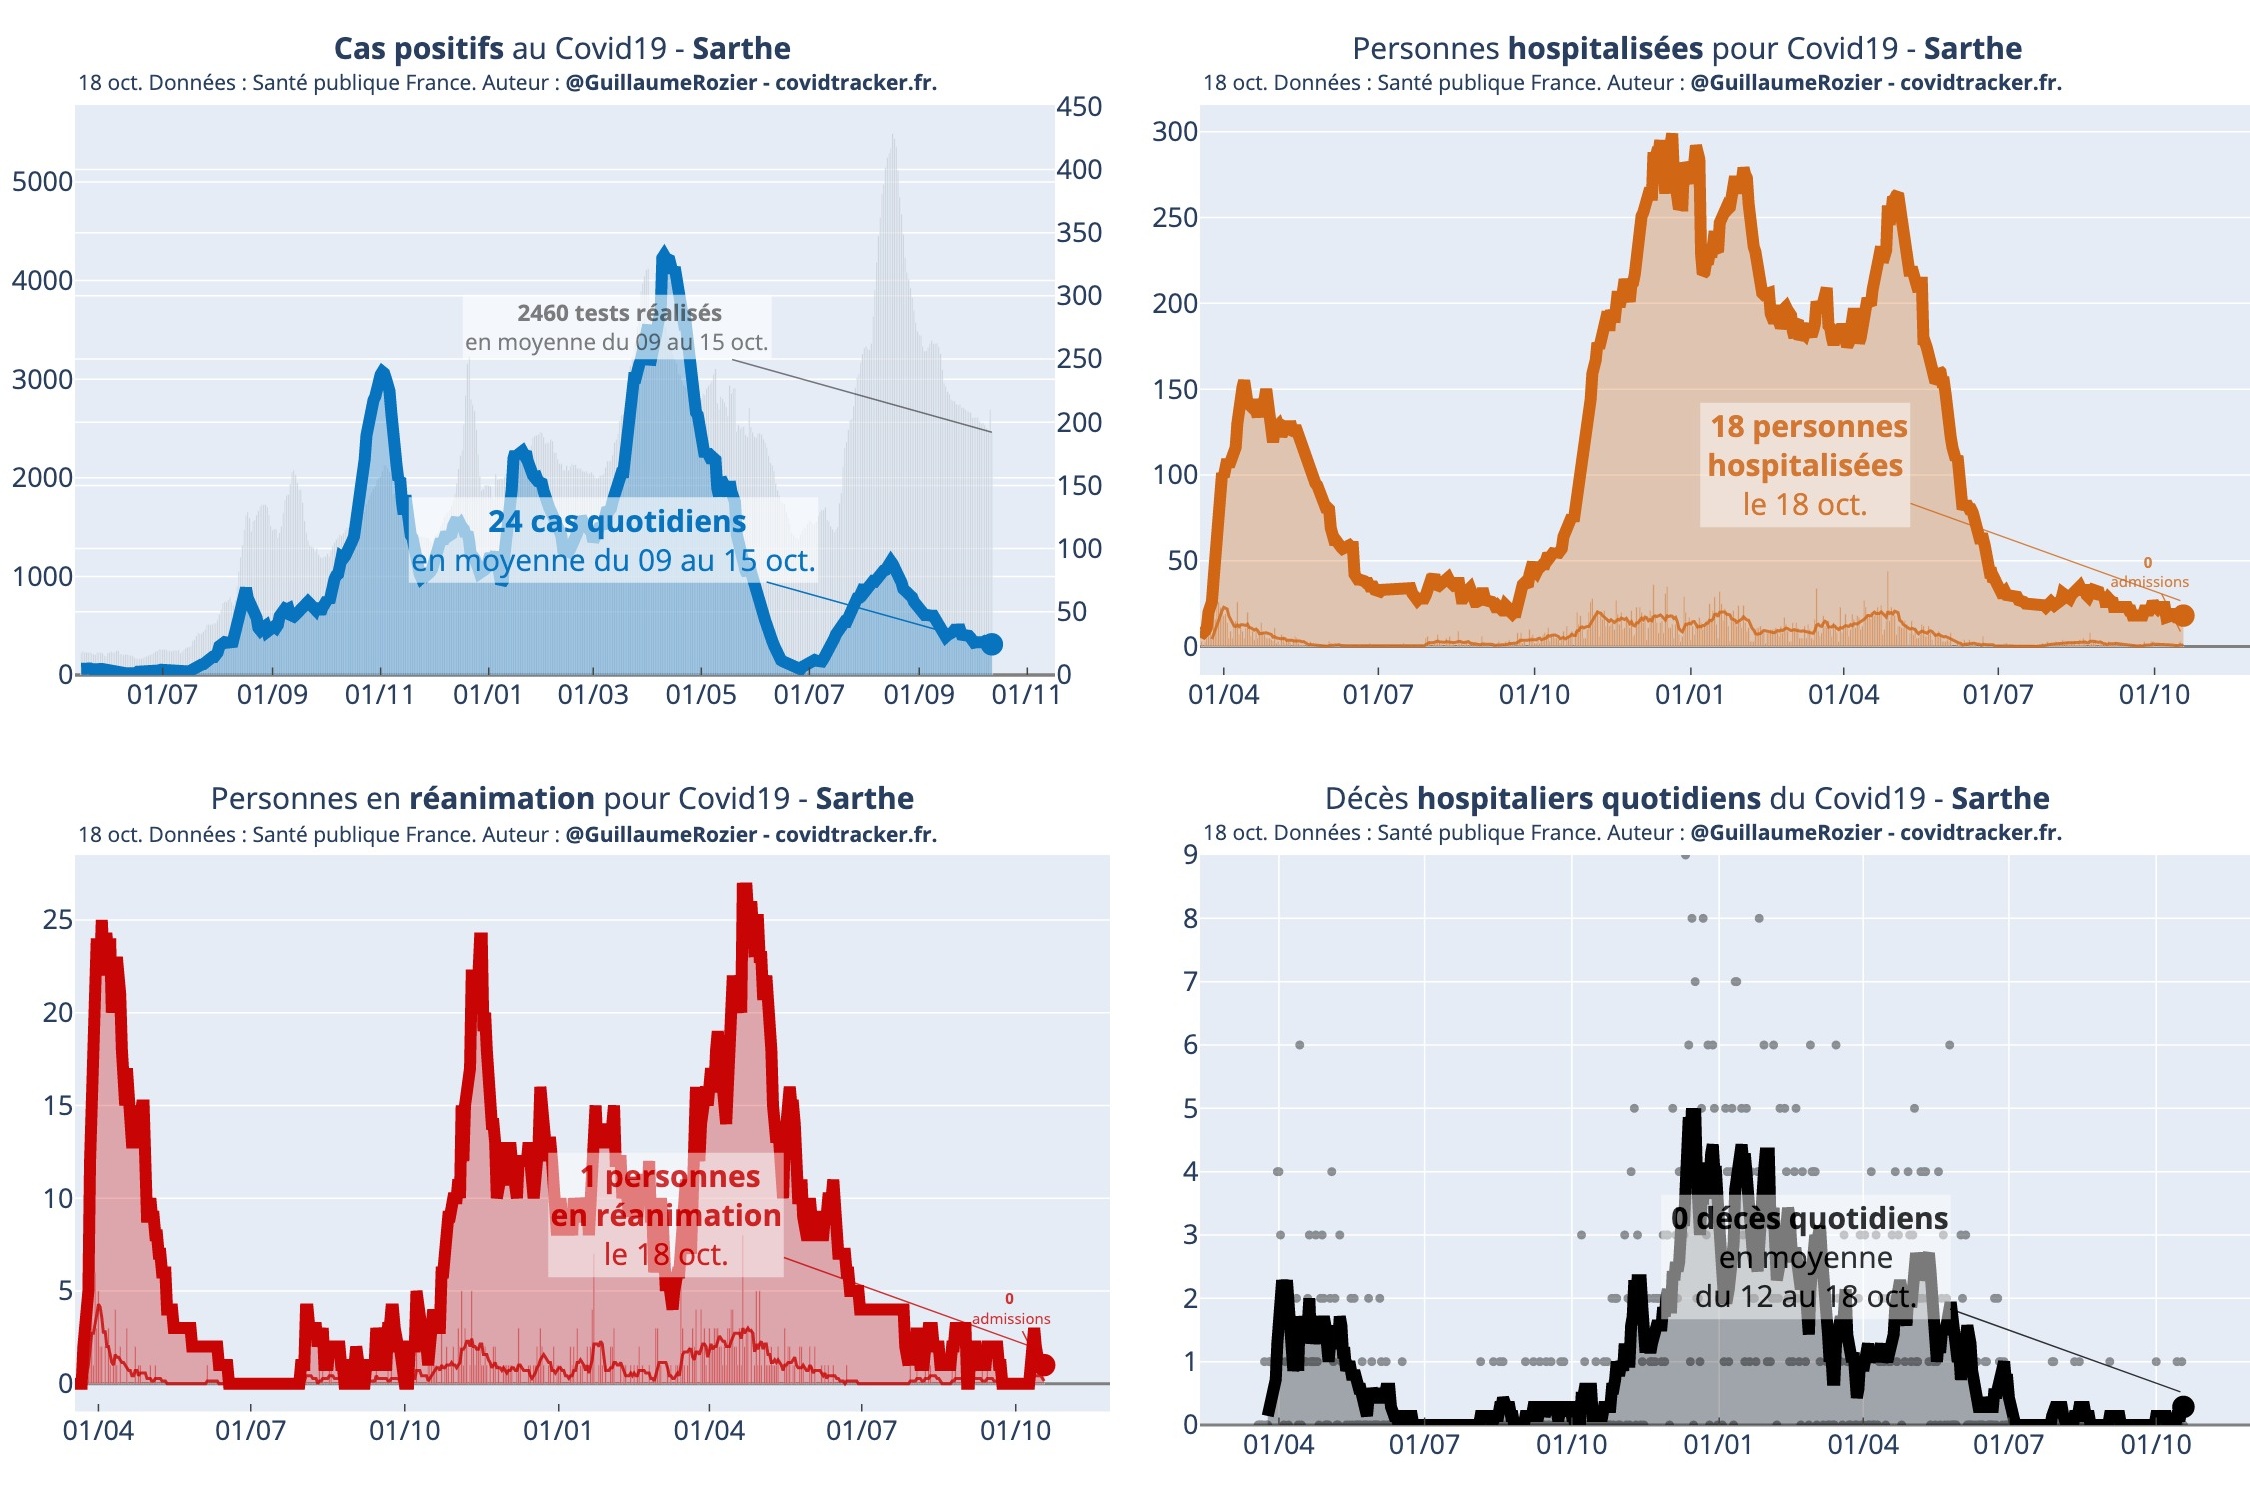 Cas positifs au Covid19 - Sarthe
18 oct. Données : Santé publique France. Auteur : @GuillaumeRozier - covidtracker.fr.
450
400
350
300
250
200
150
100
50
0
5000
4000
3000
2000
1000
0
2460 tests réalisés
en moyenne du 09 au 15 oct.
24 cas quotidiens
en moyenne du 09 au 15 oct.
01/07 01/09 01/11 01/01 01/03 01/05 01/07 01/09 01/11
Personnes hospitalisées pour Covid19 - Sarthe
18 oct. Données : Santé publique France. Auteur : @GuillaumeRozier - covidtracker.fr.
300
250
200
150
100
50
0
18 personnes
hospitalisées
le 18 oct.
0
admissions
01/04 01/07 01/10 01/01 01/04 01/07 01/10
Personnes en réanimation pour Covid19 - Sarthe
18 oct. Données : Santé publique France. Auteur : @GuillaumeRozier - covidtracker.fr.
25
20
15
10
5
0
1 personnes
en réanimation
le 18 oct.
0
admissions
01/04 01/07 01/10 01/01 01/04 01/07 01/10
Décès hospitaliers quotidiens du Covid19 - Sarthe
18 oct. Données : Santé publique France. Auteur : @GuillaumeRozier - covidtracker.fr.
9
8
7
6
5
4
3
2
1
0
0 décès quotidiens
en moyenne
du 12 au 18 oct.
01/04 01/07 01/10 01/01 01/04 01/07 01/10